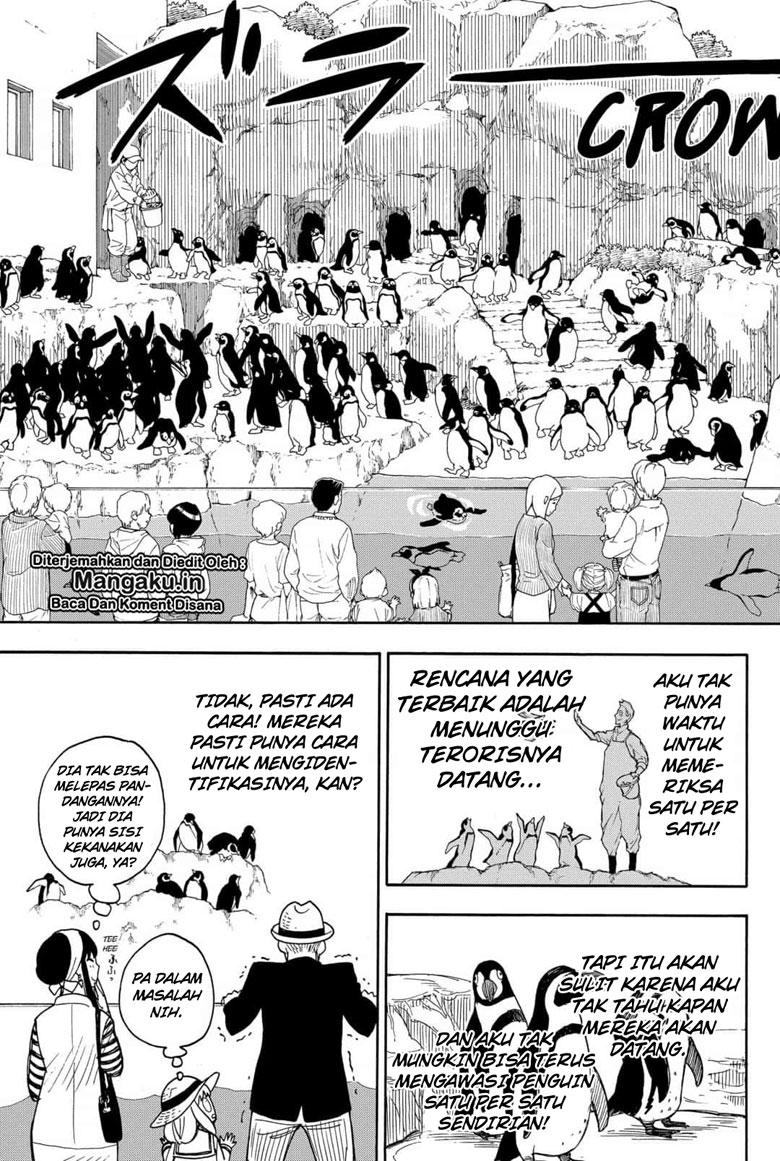 ズラー
CROW
Diterjemahkan dan Diedit Oleh :
Mangaku.in
Baca Dan Koment Disana
AKU TAK
PUNYA
WAKTU
UNTUK
MEME-
RIKSA
SATU PER
SATU!
RENCANA YANG
TERBAIK ADALAH
MENUNGGU
TERORISNYA
DATANG...
TAPI ITU AKAN
SULIT KARENA AKU
TAK TAHU KAPAN
MEREKA AKAN
DATANG.
DAN AKU TAK
MUNGKIN BISA TERUS
MENGAWASI PENGUIN
SATU PER SATU
SENDIRIAN!
TIDAK, PASTI ADA
CARA! MEREKA
PASTI PUNYA CARA
UNTUK MENGIDEN-
TIFIKASINYA, KAN?
DIA TAK BISA
MELEPAS PAN-
DANGANNYA!
JADI DIA
PUNYA SISI
KEKANAKAN
JUGA, YA?
TEE
HEE
PA DALAM
MASALAH
NIH.